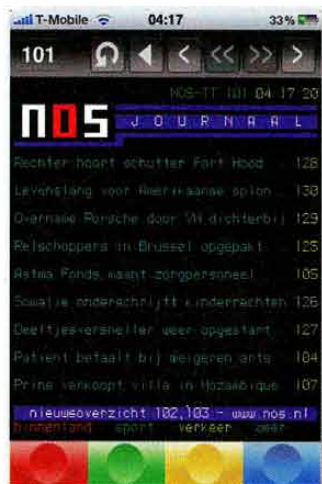 T-Mobile 04:17 33%
101
NOS-TT 101 04 17 20
nos JOURNAAL
Rechter hoort schutter Fort Hood 128
Levenslang voor Amerikaanse spion 130
Overname Porsche door VW dichterbij 129
Relschoppers in Brussel opgepakt 125
Astma Fonds maant zorgpersoneel 105
Somalie onderschrijft kinderrechten 126
Deeltjesversneller weer opgestart 127
Patient betaalt bij weigeren arts 104
Prins verkoopt villa in Mozambique 107
nieuwsoverzicht 102,103 - www.nos.nl
binnenland sport verkeer weer